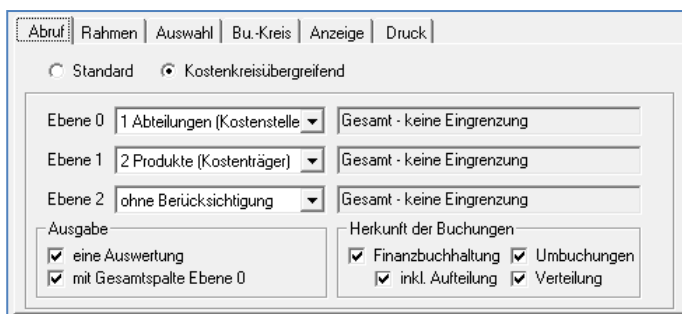 Abruf Rahmen Auswahl Bu.-Kreis Anzeige Druck
Standard Kostenkreisübergreifend
Ebene 0 1 Abteilungen (Kostenstelle Gesamt - keine Eingrenzung
Ebene 1 2 Produkte (Kostenträger) Gesamt - keine Eingrenzung
Ebene 2 ohne Berücksichtigung Gesamt - keine Eingrenzung
Ausgabe
eine Auswertung
mit Gesamtspalte Ebene 0
Herkunft der Buchungen
Finanzbuchhaltung Umbuchungen
inkl. Aufteilung Verteilung